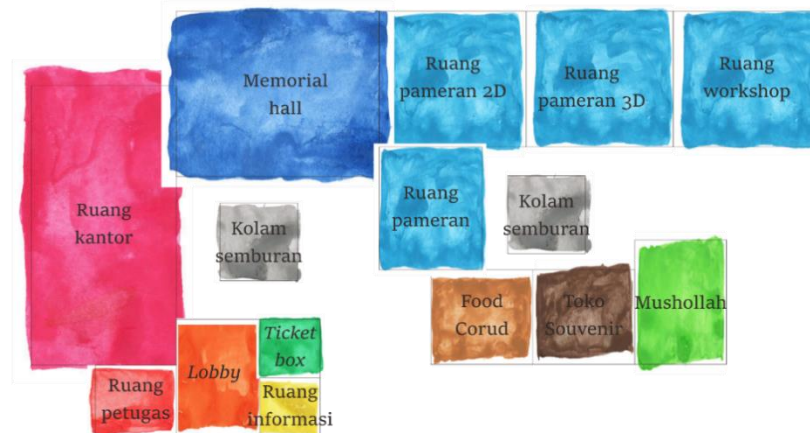 Memorial
hall
Ruang
pameran 2D
Ruang
pameran 3D
Ruang
workshop
Ruang
kantor
Kolam
semburan
Ruang
pameran
Kolam
semburan
Food
Corud
Toko
Souvenir
Mushollah
Ruang
petugas
Lobby
Ticket
box
Ruang
informasi